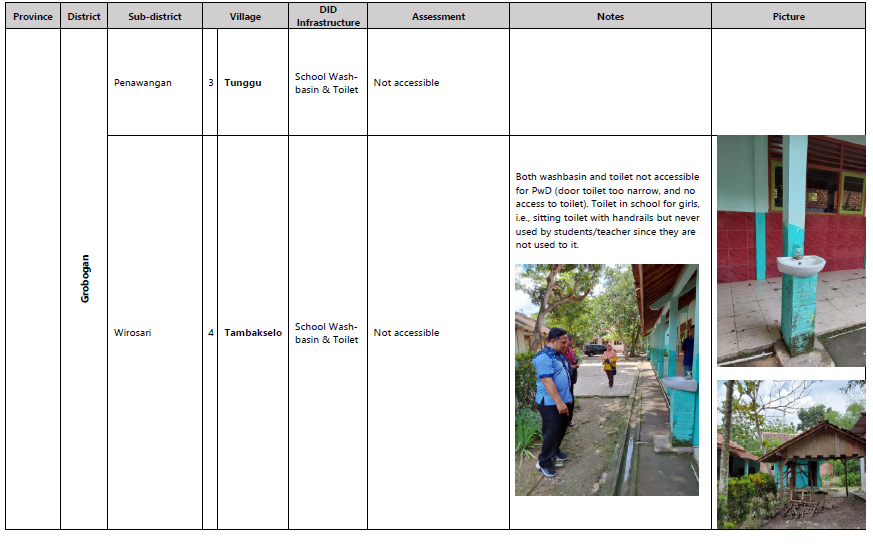 Province District Sub-district Village DID Infrastructure Assessment Notes Picture
Grobogan
Penawangan 3 Tunggu School Wash-
basin & Toilet Not accessible
Wirosari 4 Tambakselo School Wash-
basin & Toilet Not accessible
Both washbasin and toilet not accessible
for PwD (door toilet too narrow, and no
access to toilet). Toilet in school for girls,
i.e., sitting toilet with handrails but never
used by students/teacher since they are
not used to it.